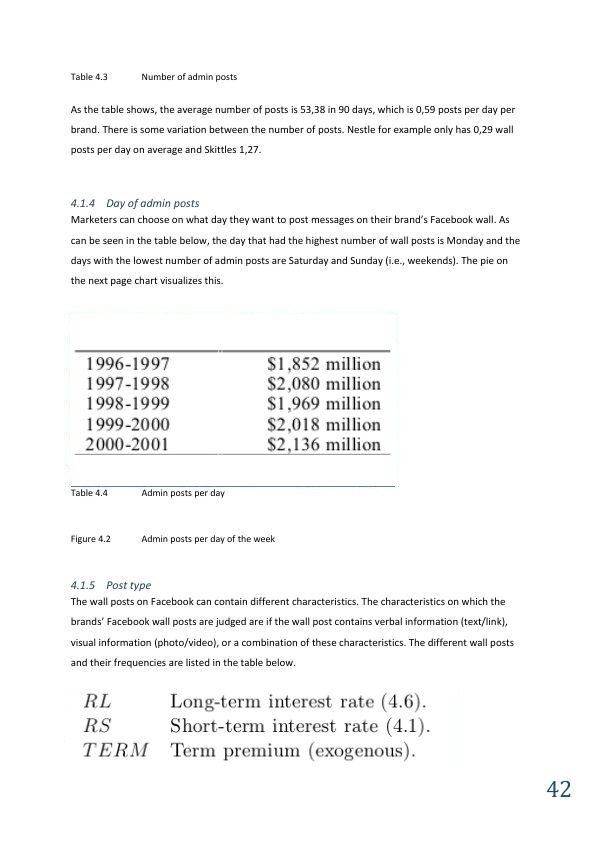 Table 4.3 Number of admin posts
As the table shows, the average number of posts is 53,38 in 90 days, which is 0,59 posts per day per
brand. There is some variation between the number of posts. Nestle for example only has 0,29 wall
posts per day on average and Skittles 1,27.
4.1.4 Day of admin posts
Marketers can choose on what day they want to post messages on their brand’s Facebook wall. As
can be seen in the table below, the day that had the highest number of wall posts is Monday and the
days with the lowest number of admin posts are Saturday and Sunday (i.e., weekends). The pie on
the next page chart visualizes this.
1996-1997 $1,852 million
1997-1998 $2,080 million
1998-1999 $1,969 million
1999-2000 $2,018 million
2000-2001 $2,136 million
Table 4.4 Admin posts per day
Figure 4.2 Admin posts per day of the week
4.1.5 Post type
The wall posts on Facebook can contain different characteristics. The characteristics on which the
brands’ Facebook wall posts are judged are if the wall post contains verbal information (text/link),
visual information (photo/video), or a combination of these characteristics. The different wall posts
and their frequencies are listed in the table below.
RL Long-term interest rate (4.6).
RS Short-term interest rate (4.1).
TERM Term premium (exogenous).
42